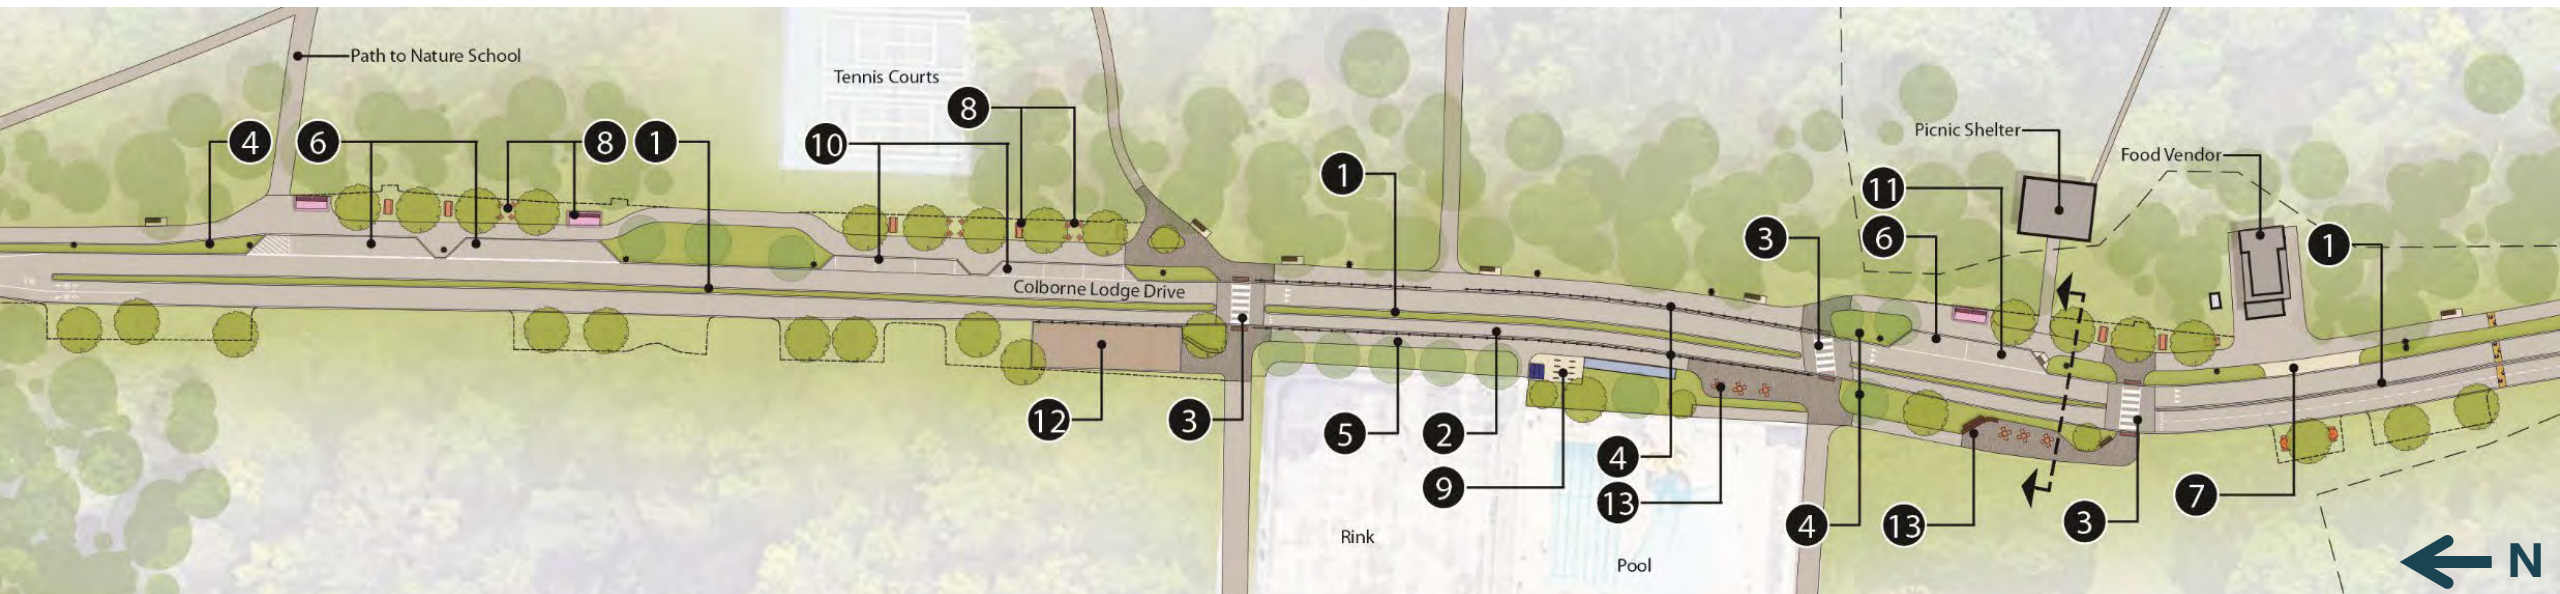 Path to Nature School
Tennis Courts
8
4
6
8
1
10
Picnic Shelter
Food Vendor
1
11
3
6
1
Colborne Lodge Drive
12
3
5
2
4
9
13
4
13
3
7
Rink
Pool
N